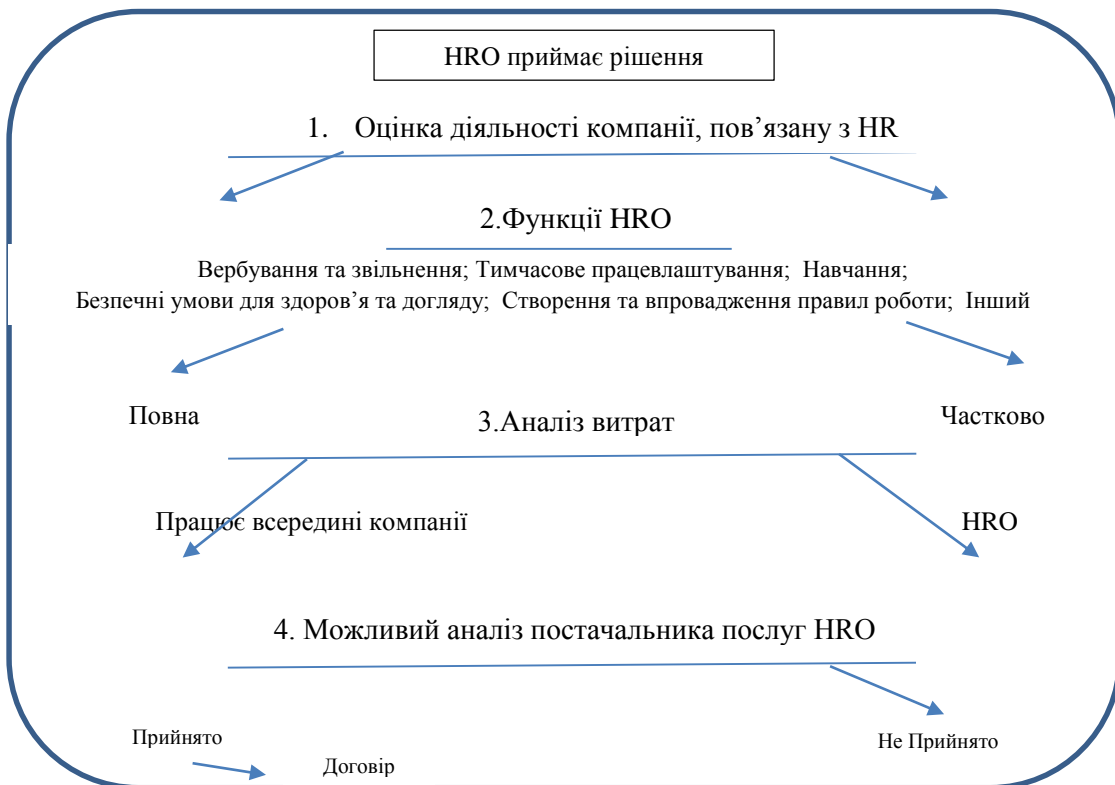 HRO приймає рішення
1. Оцінка діяльності компанії, пов’язану з HR
2.Функції HRO
Вербування та звільнення; Тимчасове працевлаштування; Навчання;
Безпечні умови для здоров’я та догляду; Створення та впровадження правил роботи; Інший
Повна
3.Аналіз витрат
Частково
Працює всередині компанії
HRO
4. Можливий аналіз постачальника послуг HRO
Прийнято
Не Прийнято
Договір